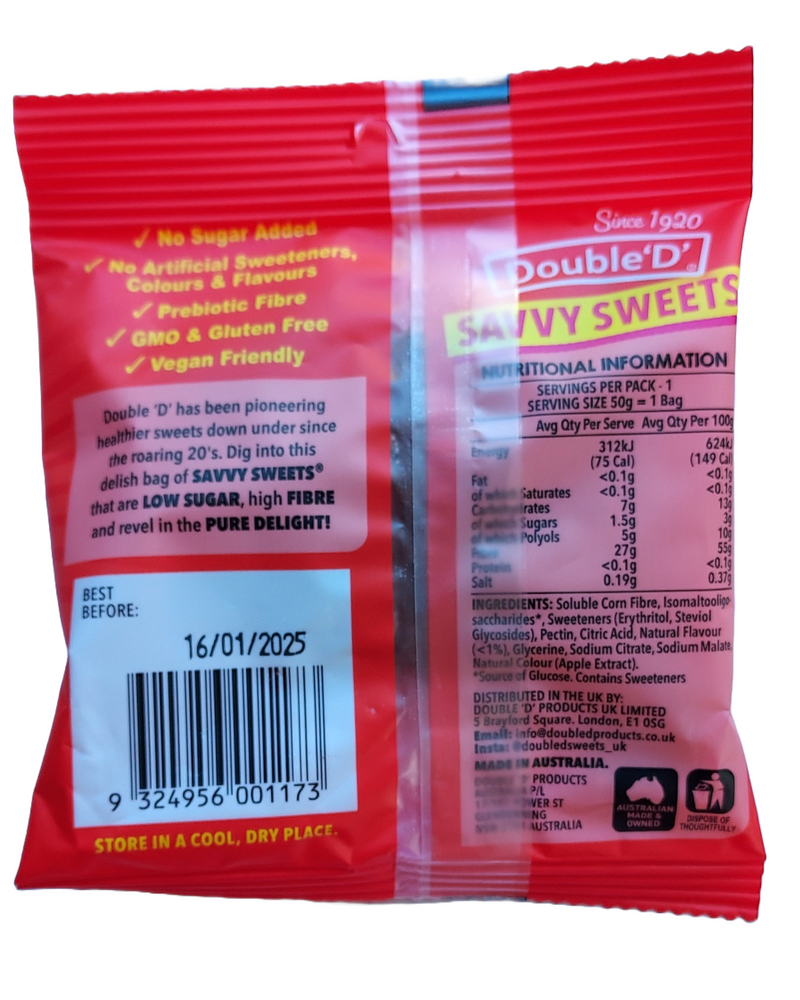 ✓ No Sugar Added
✓ No Artificial Sweeteners,
Colours & Flavours
✓ Prebiotic Fibre
✓ GMO & Gluten Free
✓ Vegan Friendly
Double 'D' has been pioneering
healthier sweets down under since
the roaring 20's. Dig into this
delish bag of SAVVY SWEETS®
that are LOW SUGAR, high FIBRE
and revel in the PURE DELIGHT!
BEST
BEFORE:
16/01/2025
9 324956 001173
STORE IN A COOL, DRY PLACE.
Since 1920
Double 'D'®
SAVVY SWEETS
NUTRITIONAL INFORMATION
SERVINGS PER PACK - 1
SERVING SIZE 50g = 1 Bag
Avg Qty Per Serve Avg Qty Per 100g
Energy 312kJ 624kJ
(75 Cal) (149 Cal)
Fat <0.1g <0.1g
of which Saturates <0.1g <0.1g
Carbohydrates 7g 13g
of which Sugars 1.5g 3g
of which Polyols 5g 10g
27g 55g
Protein <0.1g <0.1g
Salt 0.19g 0.37g
INGREDIENTS: Soluble Corn Fibre, Isomaltooligo-
saccharides*, Sweeteners (Erythritol, Steviol
Glycosides), Pectin, Citric Acid, Natural Flavour
(<1%), Glycerine, Sodium Citrate, Sodium Malate,
Natural Colour (Apple Extract).
*Source of Glucose. Contains Sweeteners
DISTRIBUTED IN THE UK BY:
DOUBLE 'D' PRODUCTS UK LIMITED
5 Brayford Square. London, E1 0SG
Email: info@doubledproducts.co.uk
Insta: @doubledsweets_uk
MADE IN AUSTRALIA.
DOUBLE 'D' PRODUCTS
P/L
ST
AUSTRALIA
AUSTRALIAN
MADE &
OWNED
DISPOSE OF
THOUGHTFULLY